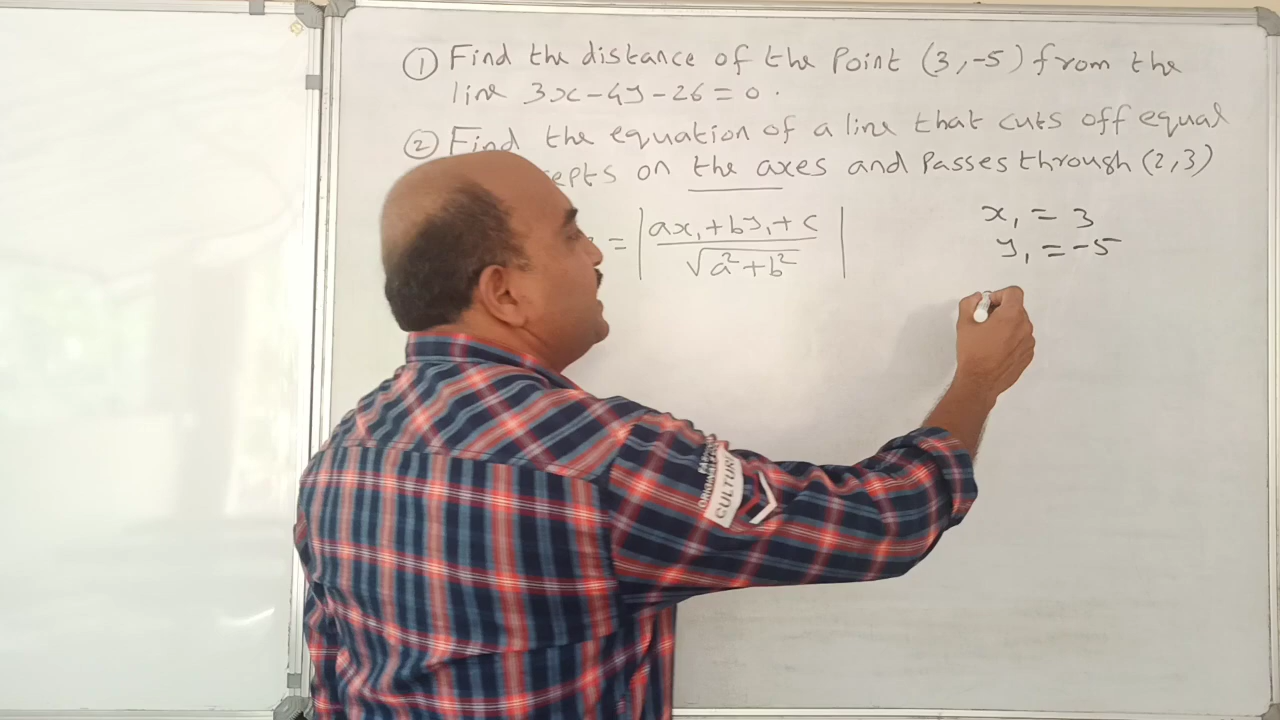 ① Find the distance of the Point (3,-5) from the
line 3x-4y-26=0.
② Find the equation of a line that cuts off equal
cepts on the axes and Passes through (2,3)
= |ax₁+by₁+c / √a²+b²|
x₁ = 3
y₁ = -5
CULTUR